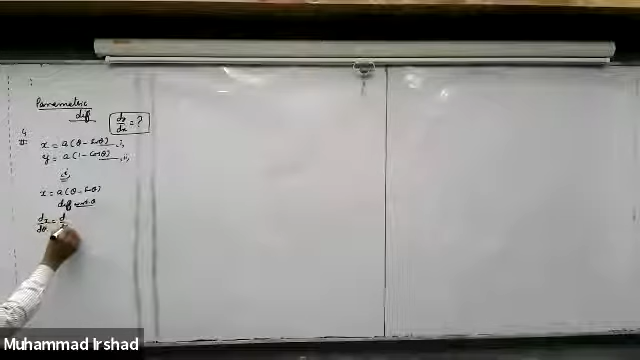 Parametric
diff
dy/dx = ?
x = a(θ - Sinθ) , i,
y = a(1 - Cosθ) , ii,
i,
x = a(θ - Sinθ)
diff w.r.t. θ
dx/dθ = d
Muhammad Irshad